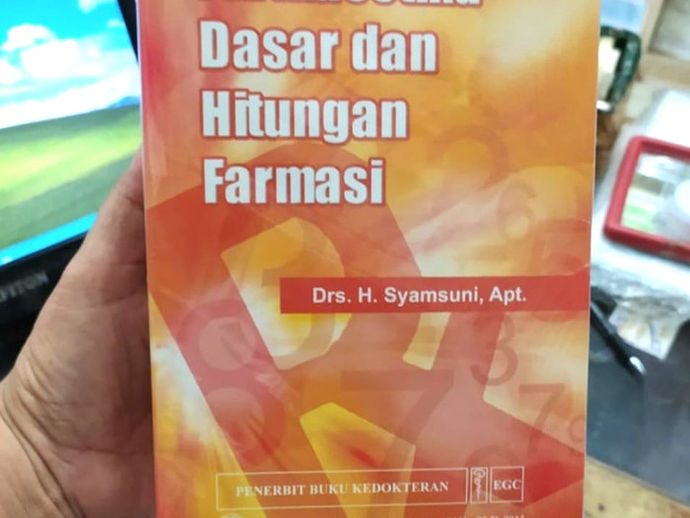 Dasar dan
Hitungan
Farmasi
Drs. H. Syamsuni, Apt.
PENERBIT BUKU KEDOKTERAN
EGC